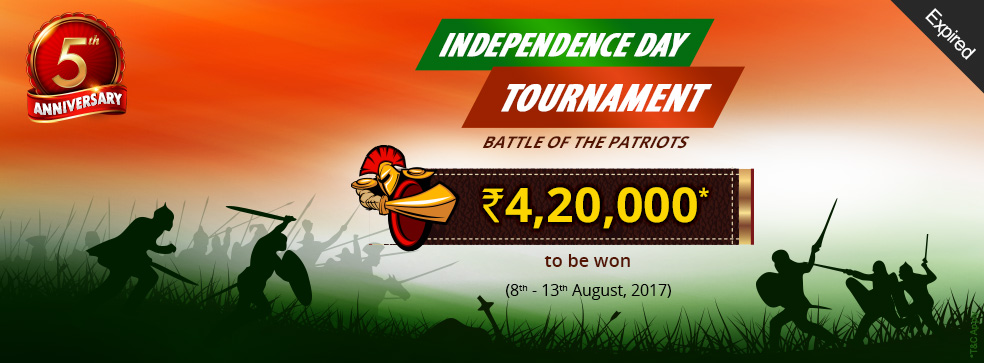 5th
ANNIVERSARY
INDEPENDENCE DAY
TOURNAMENT
BATTLE OF THE PATRIOTS
₹4,20,000*
to be won
(8th - 13th August, 2017)
Expired